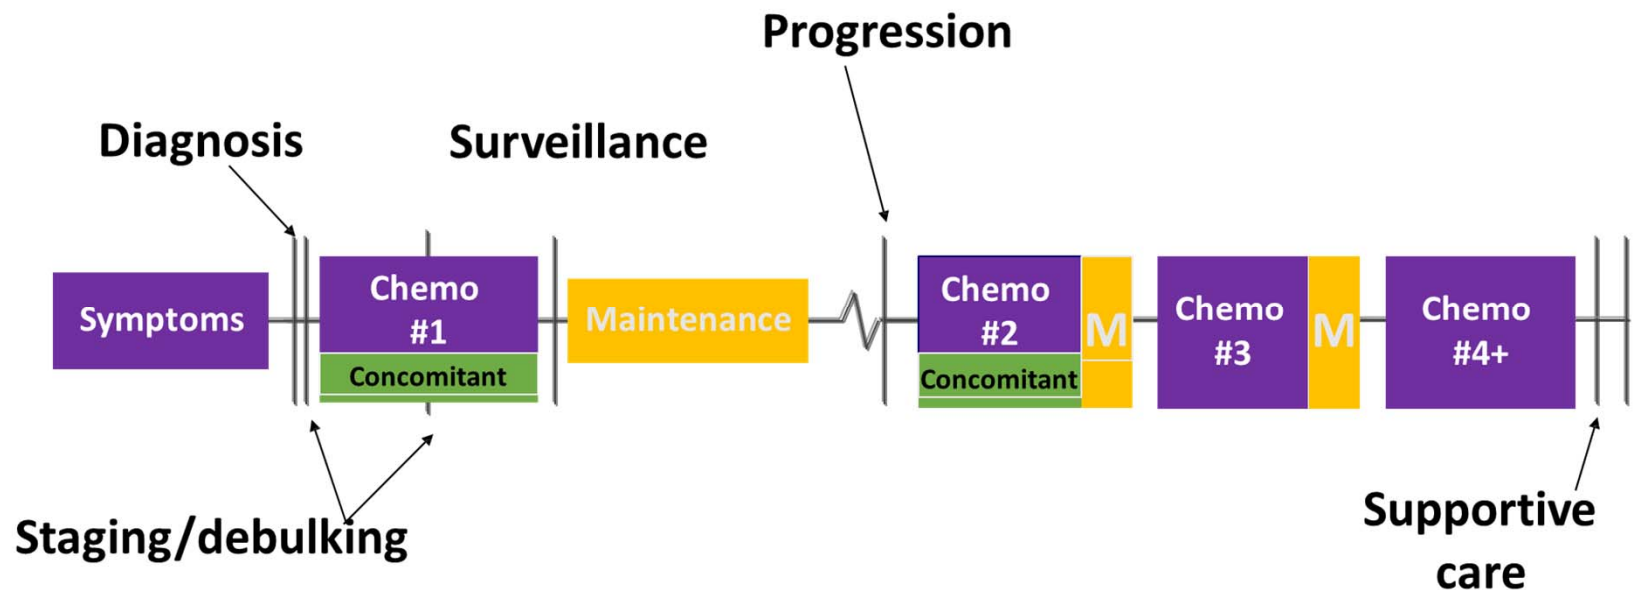 Progression
Diagnosis
Surveillance
Symptoms
Chemo
#1
Concomitant
Maintenance
Chemo
#2
Concomitant
M
Chemo
#3
M
Chemo
#4+
Staging/debulking
Supportive
care